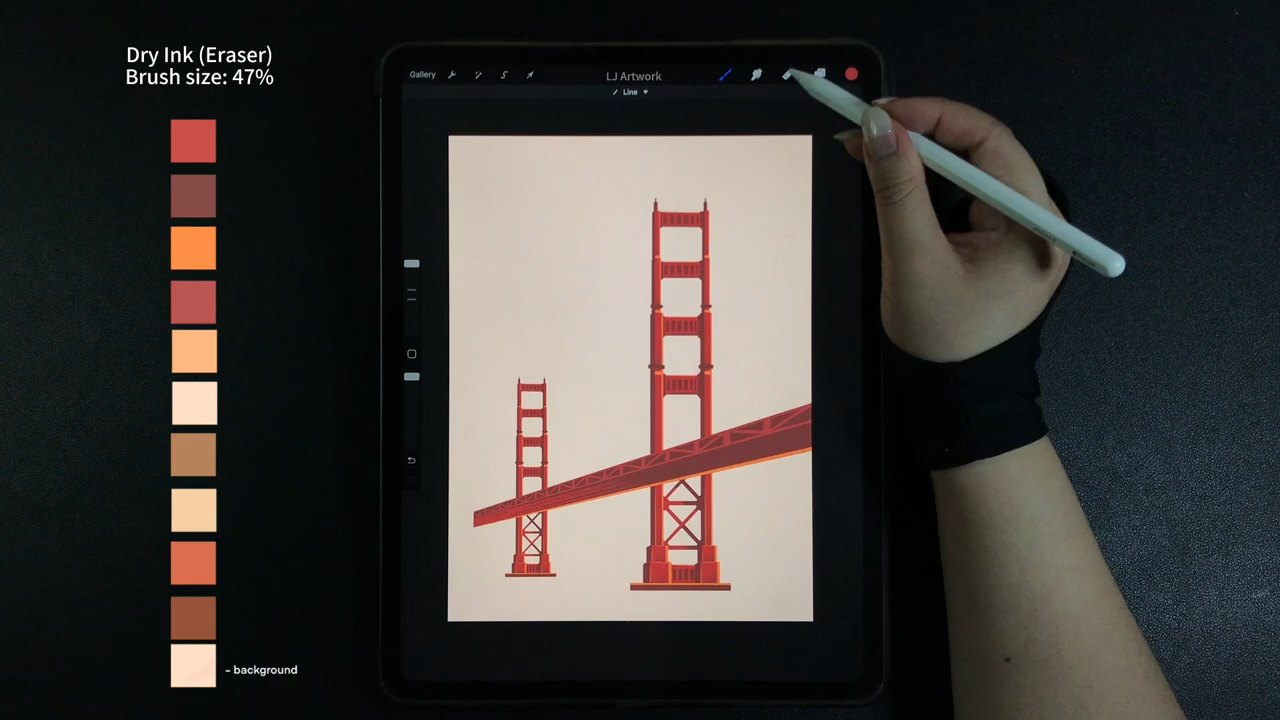 Dry Ink (Eraser)
Brush size: 47%
Gallery
LJ Artwork
Line
- background